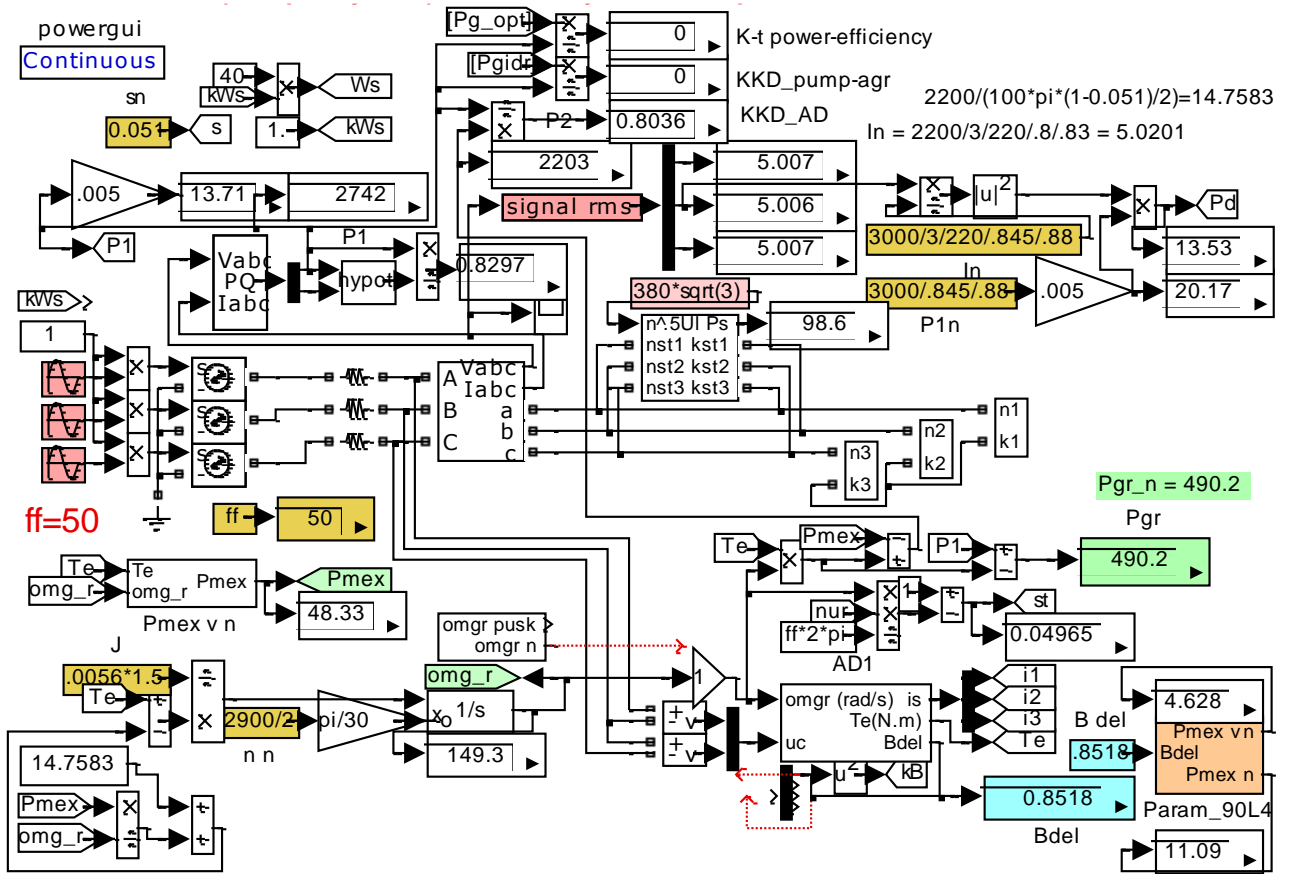 powergui
Continuous
[Pg_opt]
0
K-t power-efficiency
[Pgidr]
0
KKD_pump-agr
40
kWs
Ws
sn
0.051
s
1.
kWs
P2
0.8036
KKD_AD
2200/(100*pi*(1-0.051)/2)=14.7583
In = 2200/3/220/.8/.83 = 5.0201
2203
5.007
.005
13.71
2742
signal rms
5.006
|u|²
Pd
P1
P1
5.007
3000/3/220/.845/.88
13.53
Vabc
PQ
Iabc
hypot
0.8297
In
380*sqrt(3)
3000/.845/.88
.005
20.17
P1n
kWs
1
n^.5UI Ps
98.6
nst1 kst1
nst2 kst2
nst3 kst3
S
-
S
-
S
-
A
B
C
Vabc
Iabc
a
b
c
n1
k1
n2
k2
n3
k3
Pgr_n = 490.2
ff=50
ff
50
Pgr
Te
Pmex
P1
490.2
Te
omg_r
Te
omg_r
Pmex
Pmex
Pmex v n
48.33
nur
ff*2*pi
1
st
0.04965
AD1
omgr pusk
omgr n
J
.0056*1.5
Te
2900/2
n n
pi/30
omg_r
x₀ 1/s
149.3
1
omgr (rad/s) is
Te(N.m)
uc
Bdel
i1
i2
i3
Te
+
- v
+
- v
u²
kB
0.8518
Bdel
B del
.8518
4.628
Pmex vn
Bdel
Pmex n
Param_90L4
11.09
14.7583
Pmex
omg_r